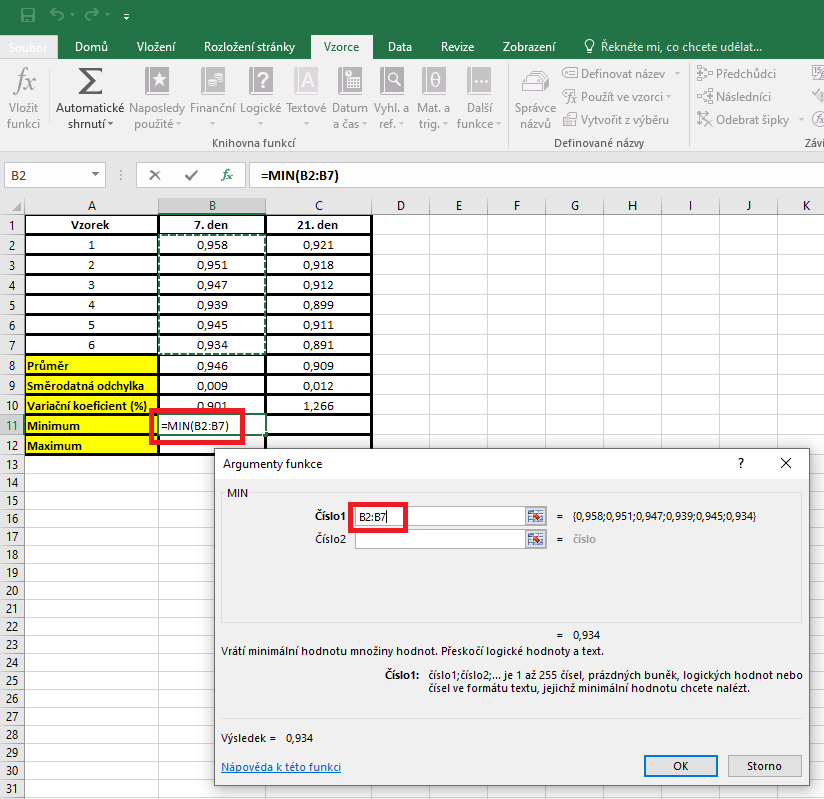 Soubor Domů Vložení Rozložení stránky Vzorce Data Revize Zobrazení Řekněte mi, co chcete udělat...
Vložit funkci
Automatické shrnutí
Naposledy použité
Finanční
Logické
Textové
Datum a čas
Vyhl. a ref.
Mat. a trig.
Další funkce
Knihovna funkcí
Správce názvů
Definovat název
Použít ve vzorci
Vytvořit z výběru
Definované názvy
Předchůdci
Následníci
Odebrat šipky
Závi
B2 fx =MIN(B2:B7)
A B C D E F G H I J K
1 Vzorek 7. den 21. den
2 1 0,958 0,921
3 2 0,951 0,918
4 3 0,947 0,912
5 4 0,939 0,899
6 5 0,945 0,911
7 6 0,934 0,891
8 Průměr 0,946 0,909
9 Směrodatná odchylka 0,009 0,012
10 Variační koeficient (%) 0,901 1,266
11 Minimum =MIN(B2:B7)
12 Maximum
13
14
15
16
17
18
19
20
21
22
23
24
25
26
27
28
29
30
31
Argumenty funkce ?
MIN
Číslo1 B2:B7 = {0,958;0,951;0,947;0,939;0,945;0,934}
Číslo2 = číslo
= 0,934
Vrátí minimální hodnotu množiny hodnot. Přeskočí logické hodnoty a text.
Číslo1: číslo1;číslo2;... je 1 až 255 čísel, prázdných buněk, logických hodnot nebo
čísel ve formátu textu, jejichž minimální hodnotu chcete nalézt.
Výsledek = 0,934
Nápověda k této funkci
OK Storno